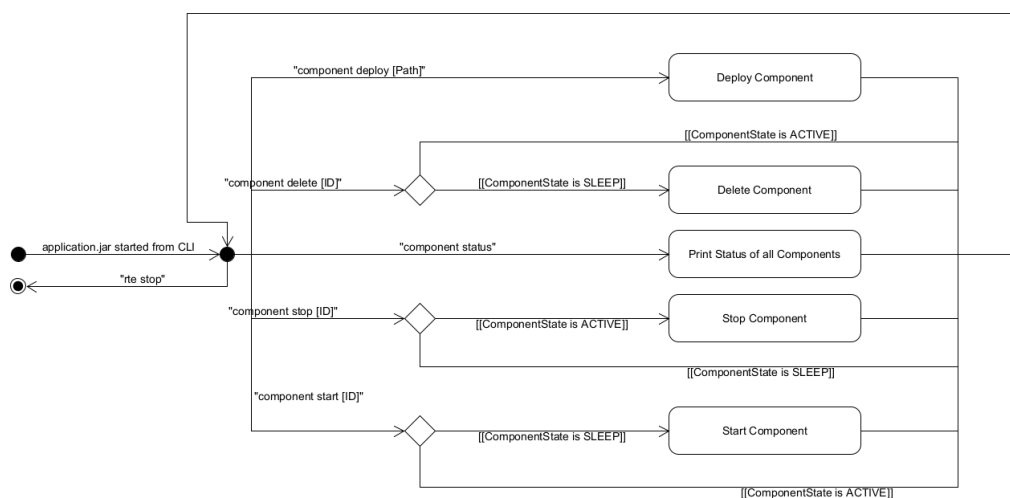 "component deploy [Path]"
Deploy Component
[[ComponentState is ACTIVE]]
"component delete [ID]"
[[ComponentState is SLEEP]]
Delete Component
application.jar started from CLI
"component status"
Print Status of all Components
"rte stop"
"component stop [ID]"
[[ComponentState is ACTIVE]]
Stop Component
[[ComponentState is SLEEP]]
"component start [ID]"
[[ComponentState is SLEEP]]
Start Component
[[ComponentState is ACTIVE]]